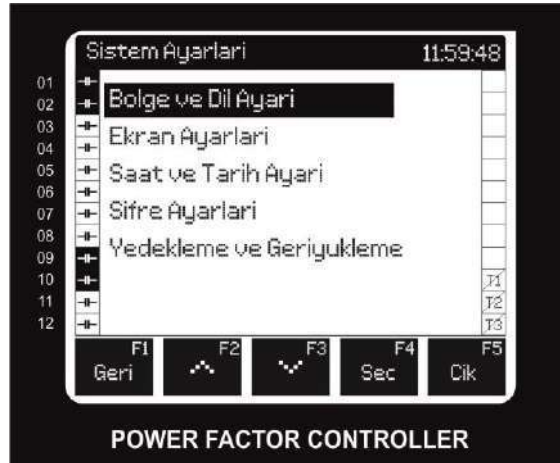 Sistem Ayarlari 11:59:48
01
02
03
04
05
06
07
08
09
10
11
12
Bolge ve Dil Ayari
Ekran Ayarlari
Saat ve Tarih Ayari
Sifre Ayarlari
Yedekleme ve Geriyukleme
T1
T2
T3
F1 F2 F3 F4 F5
Geri Sec Cik
POWER FACTOR CONTROLLER